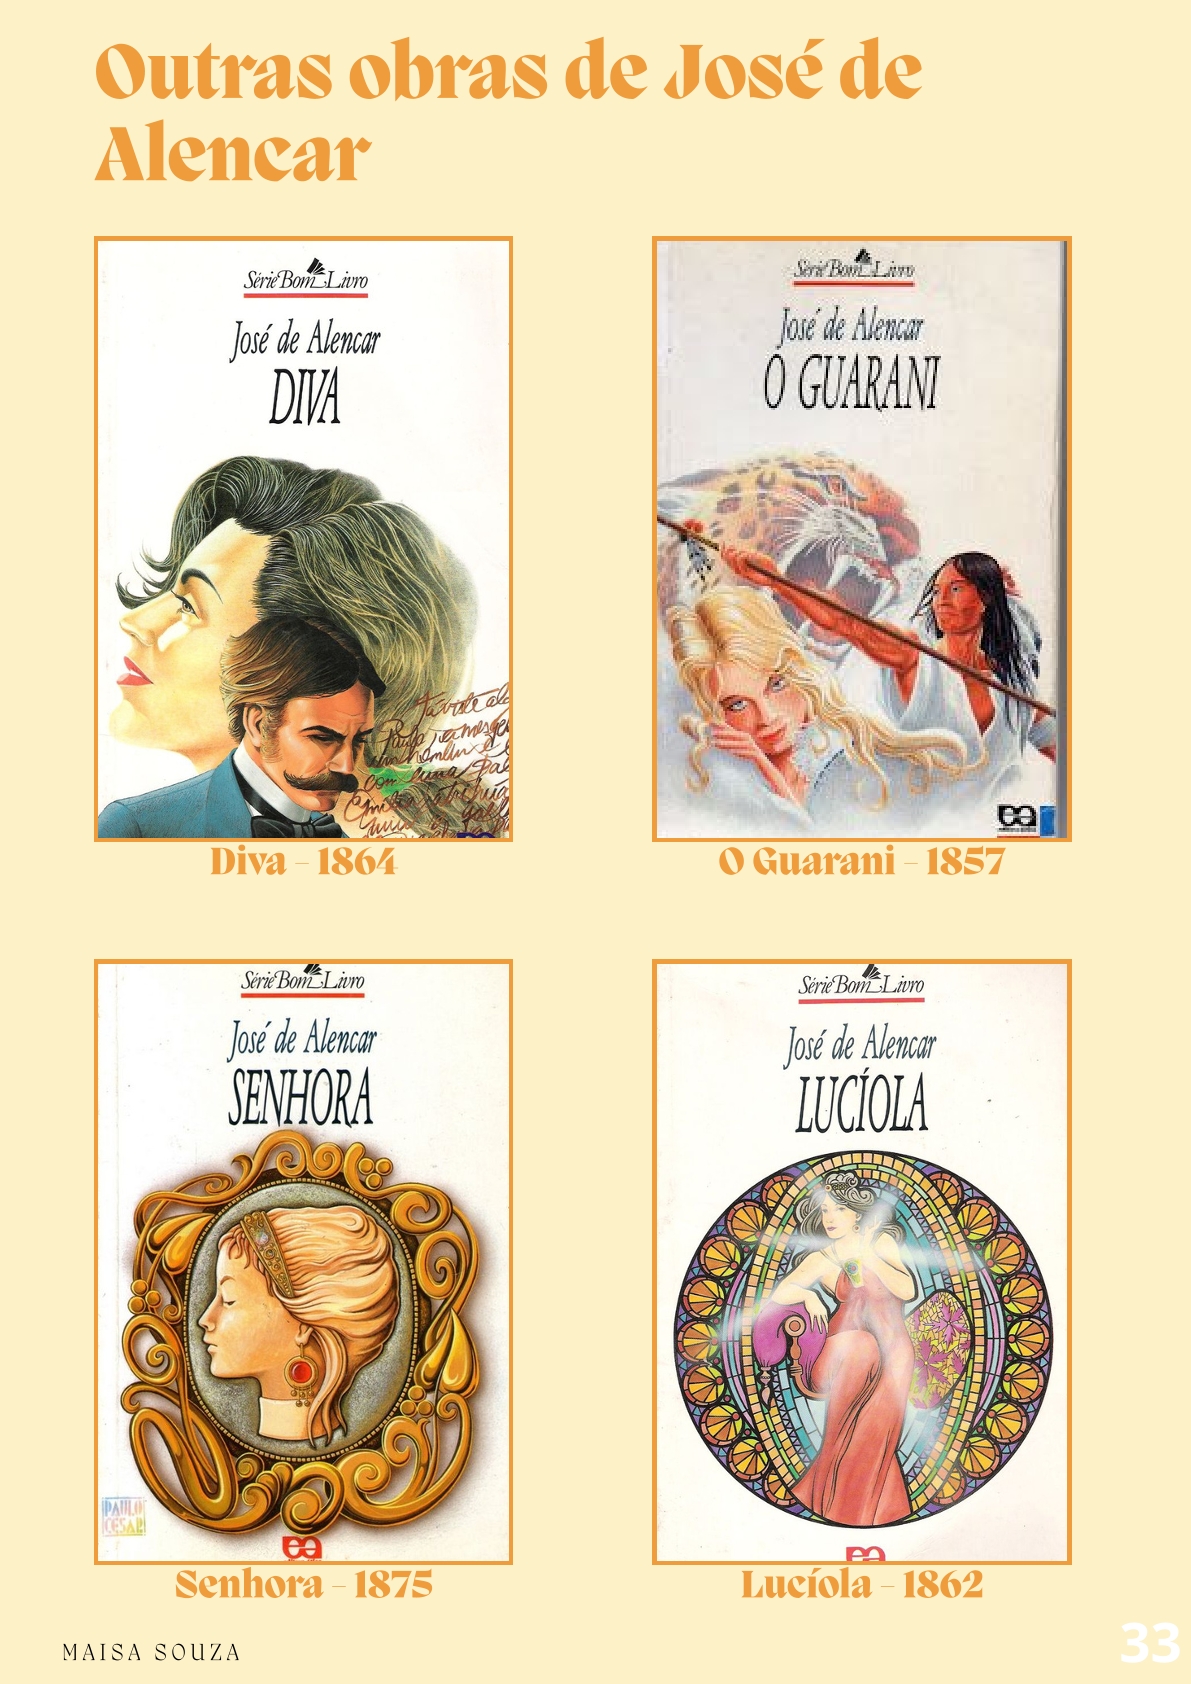 Outras obras de José de
Alencar
Série Bom Livro
José de Alencar
DIVA
Série Bom Livro
José de Alencar
O GUARANI
Diva - 1864
O Guarani - 1857
Série Bom Livro
José de Alencar
SENHORA
PAULO
CESAR
Série Bom Livro
José de Alencar
LUCÍOLA
Senhora - 1875
Lucíola - 1862
MAISA SOUZA
33